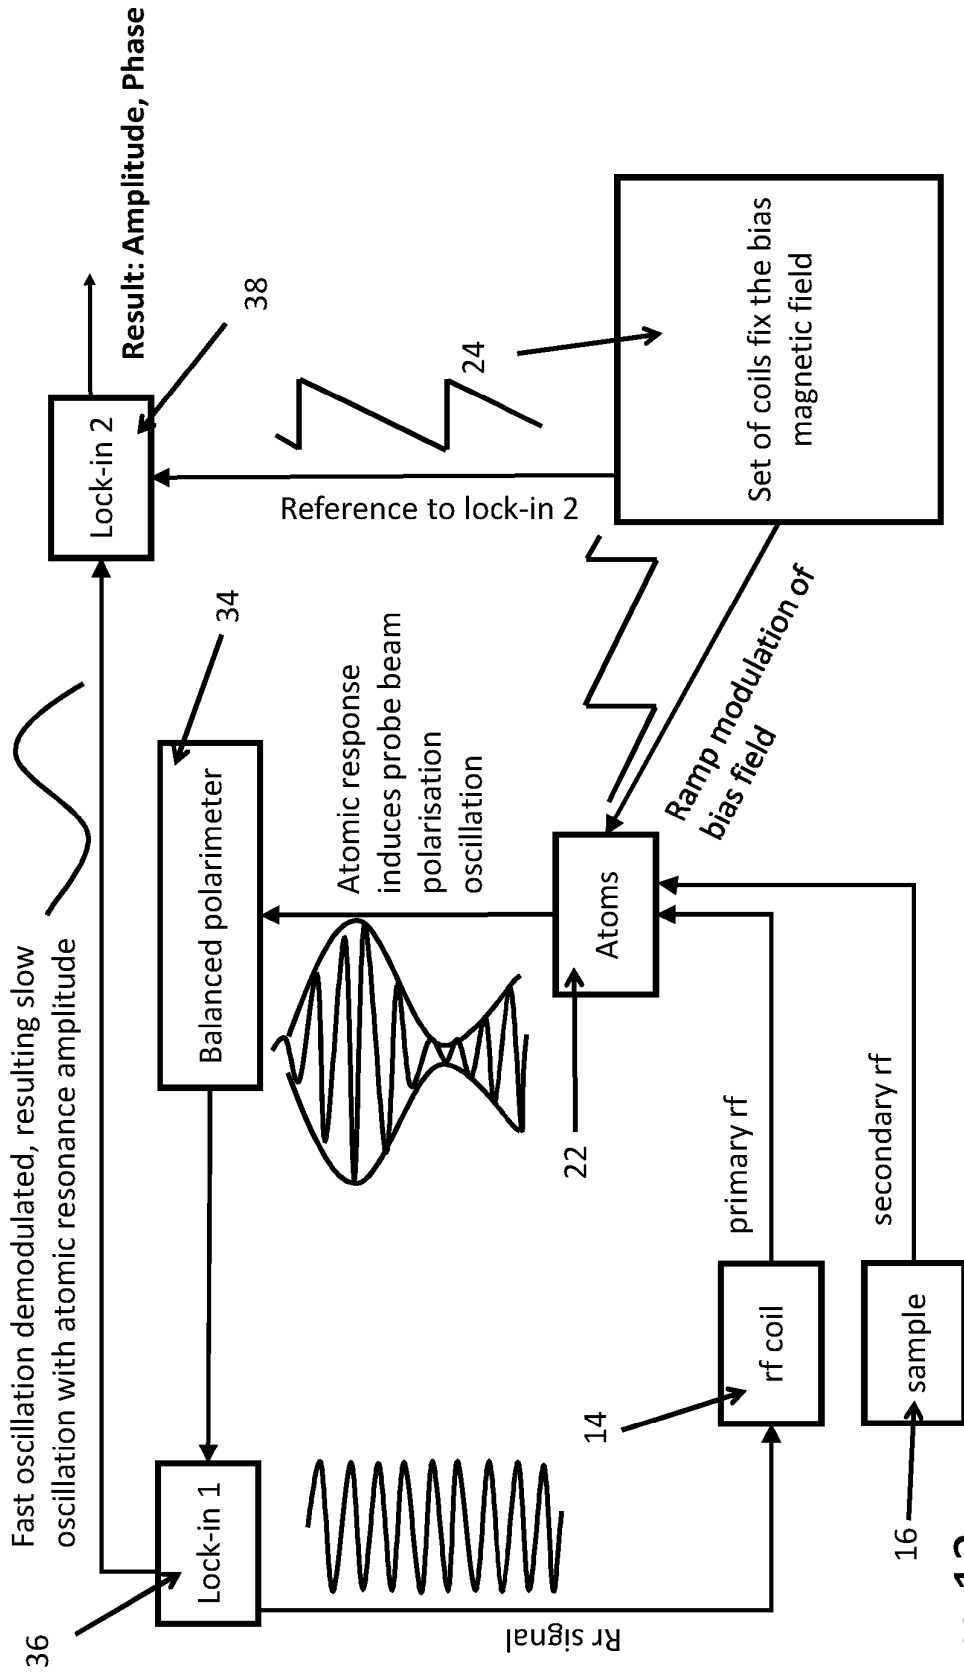 Fast oscillation demodulated, resulting slow
oscillation with atomic resonance amplitude
Result: Amplitude, Phase
36
Lock-in 1
Balanced polarimeter
34
Lock-in 2
38
Rr signal
Atomic response
induces probe beam
polarisation
oscillation
Reference to lock-in 2
24
14
rf coil
primary rf
22
Atoms
Ramp modulation of
bias field
Set of coils fix the bias
magnetic field
16
sample
secondary rf